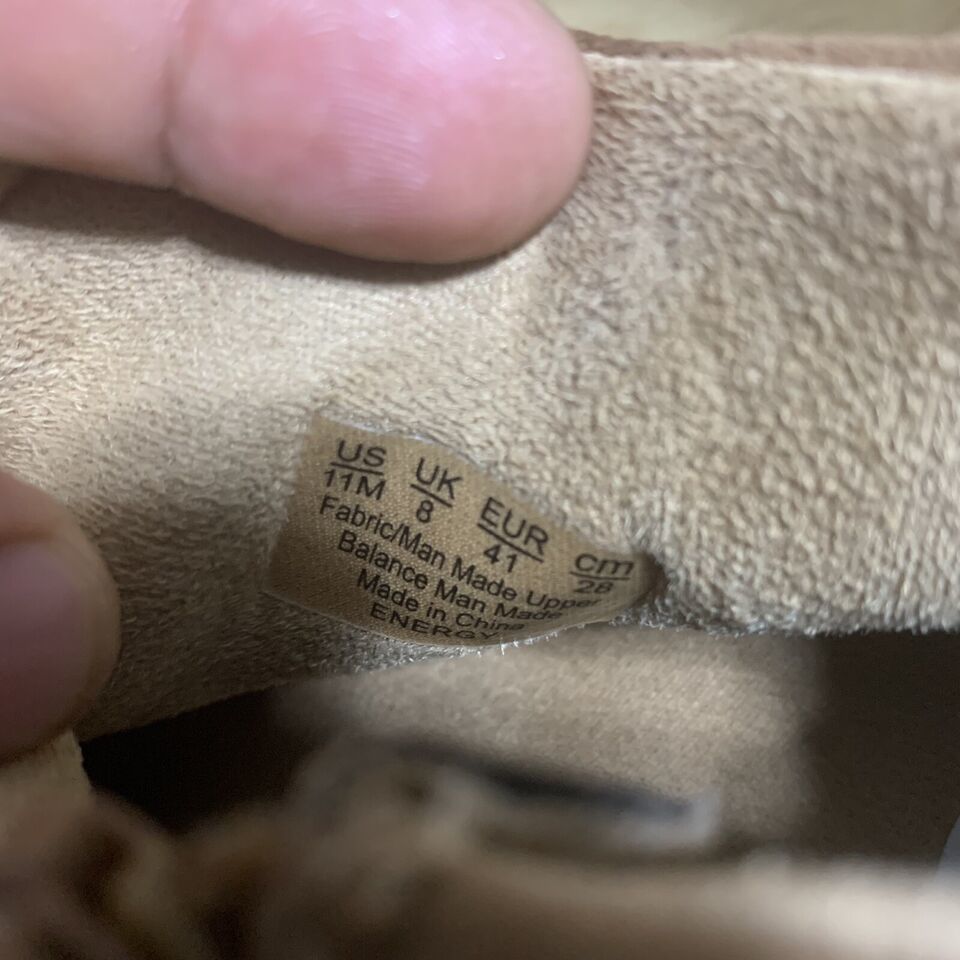 US UK EUR cm
11M 8 41 28
Fabric/Man Made Upper
Balance Man Made
Made in China
ENERGY